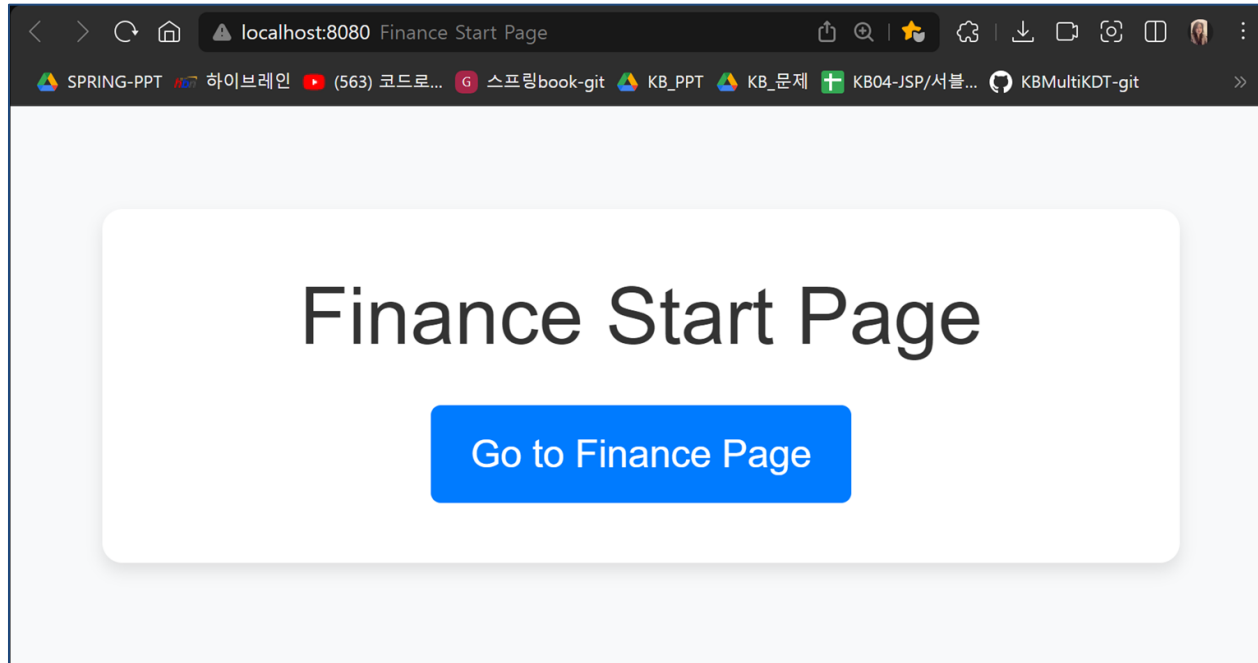 localhost:8080 Finance Start Page
SPRING-PPT 하이브레인 (563) 코드로... G 스프링book-git KB_PPT KB_문제 KB04-JSP/서블... KBMultiKDT-git
Finance Start Page
Go to Finance Page